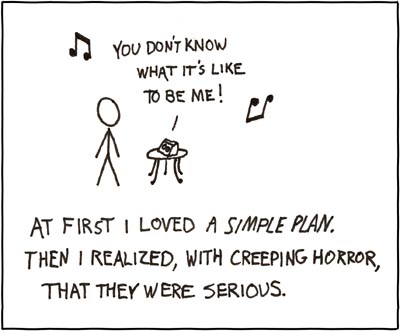 YOU DON'T KNOW
WHAT IT'S LIKE
TO BE ME!
AT FIRST I LOVED A SIMPLE PLAN.
THEN I REALIZED, WITH CREEPING HORROR,
THAT THEY WERE SERIOUS.